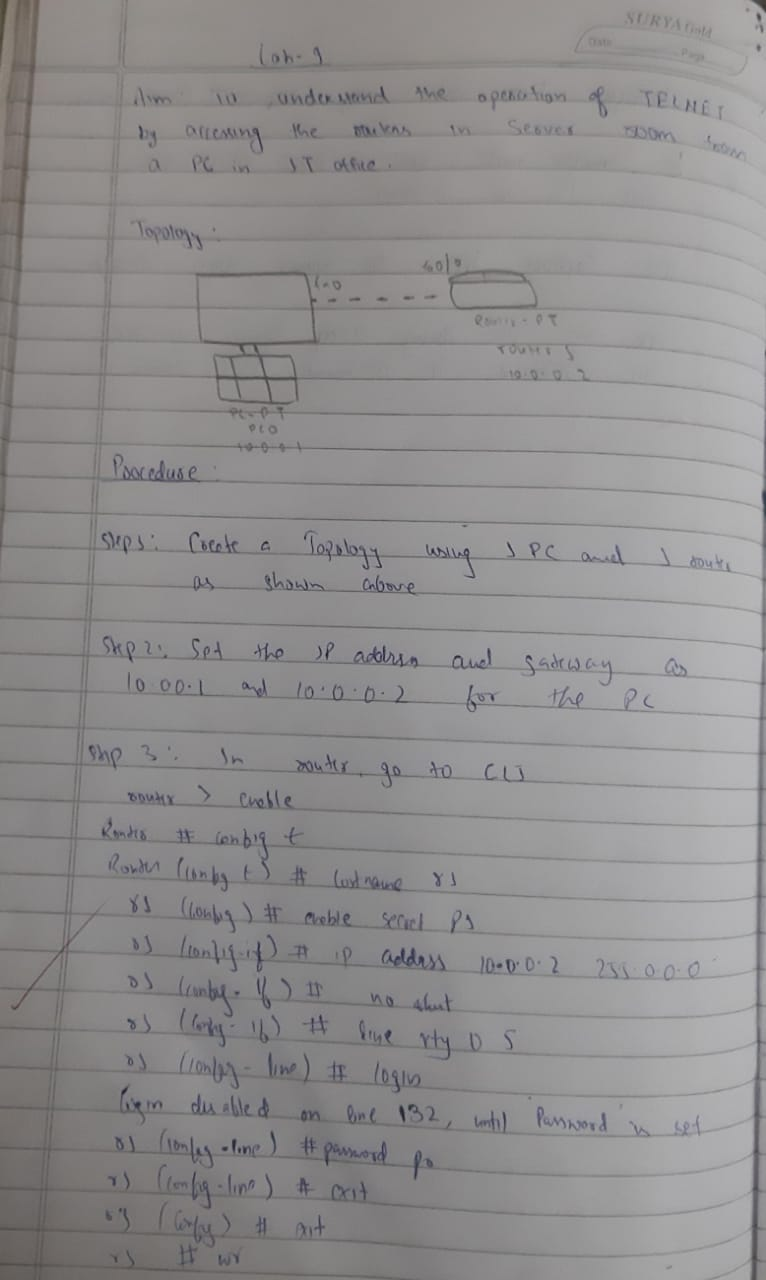 SURYA Gold
Date
Page
Lab-9
Aim to understand the operation of TELNET
by accessing the routers in Server room from
a PC in IT office.
Topology:
60/0
Router-PT
router 1
10.0.0.2
PC-PT
PC0
10.0.0.1
Procedure:
Step 1: Create a Topology using 1 PC and 1 router
as shown above
Step 2: Set the IP address and gateway as
10.00.1 and 10.0.0.2 for the PC
Step 3: In router, go to CLI
router > enable
Router # config t
Router (config t) # hostname r1
r1 (config) # enable secret P1
r1 (config-if) # ip address 10.0.0.2 255.0.0.0
r1 (config-if) # no shut
r1 (config-if) # line vty 0 5
r1 (config-line) # login
login disabled on line 132, until Password is set
r1 (config-line) # password p0
r1 (config-line) # exit
r1 (config) # exit
r1 # wr